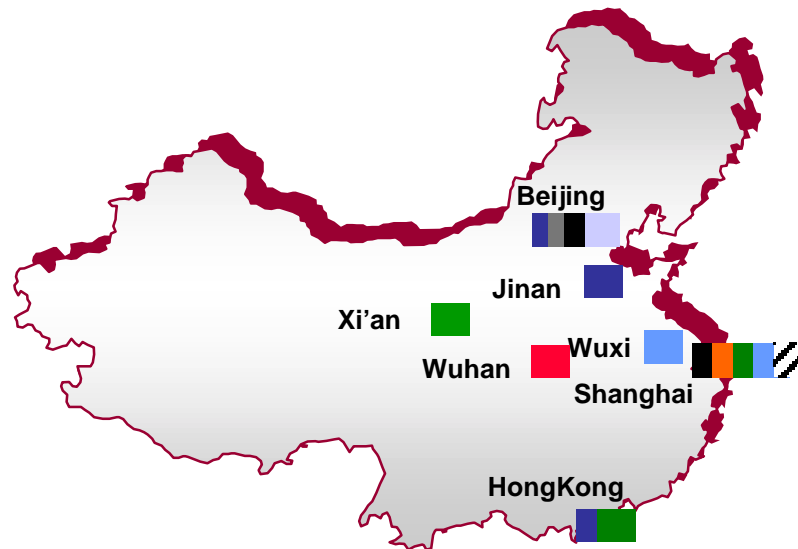 Beijing
Jinan
Xi’an
Wuxi
Wuhan
Shanghai
HongKong